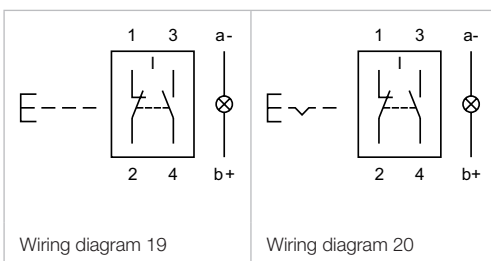 1 3 a-
I
2 4 b+
Wiring diagram 19
1 3 a-
I
2 4 b+
Wiring diagram 20